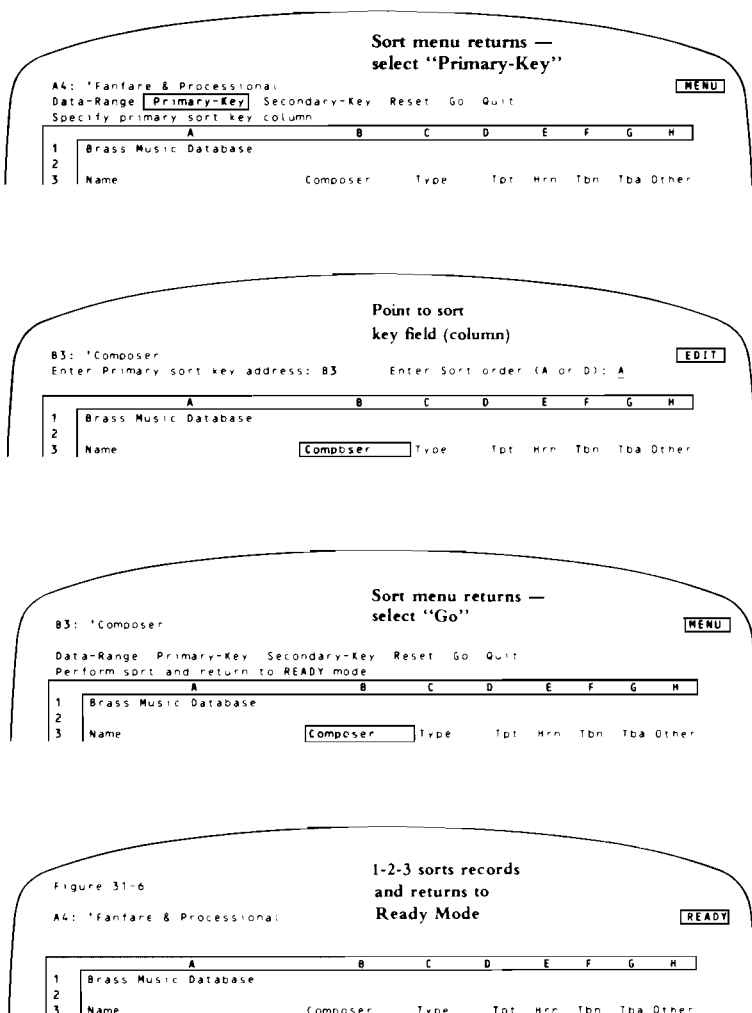 Sort menu returns —
select “Primary-Key”
A4: 'Fanfare & Processional MENU
Data-Range Primary-Key Secondary-Key Reset Go Quit
Specify primary sort key column
A B C D E F G H
1 Brass Music Database
2
3 Name Composer Type Tpt Hrn Tbn Tba Other
Point to sort
key field (column)
B3: 'Composer EDIT
Enter Primary sort key address: B3 Enter Sort order (A or D): A
A B C D E F G H
1 Brass Music Database
2
3 Name Composer Type Tpt Hrn Tbn Tba Other
Sort menu returns —
select “Go”
B3: 'Composer MENU
Data-Range Primary-Key Secondary-Key Reset Go Quit
Perform sort and return to READY mode
A B C D E F G H
1 Brass Music Database
2
3 Name Composer Type Tpt Hrn Tbn Tba Other
1-2-3 sorts records
Figure 31-6
and returns to
Ready Mode
A4: 'Fanfare & Processional READY
A B C D E F G H
1 Brass Music Database
2
3 Name Composer Type Tpt Hrn Tbn Tba Other